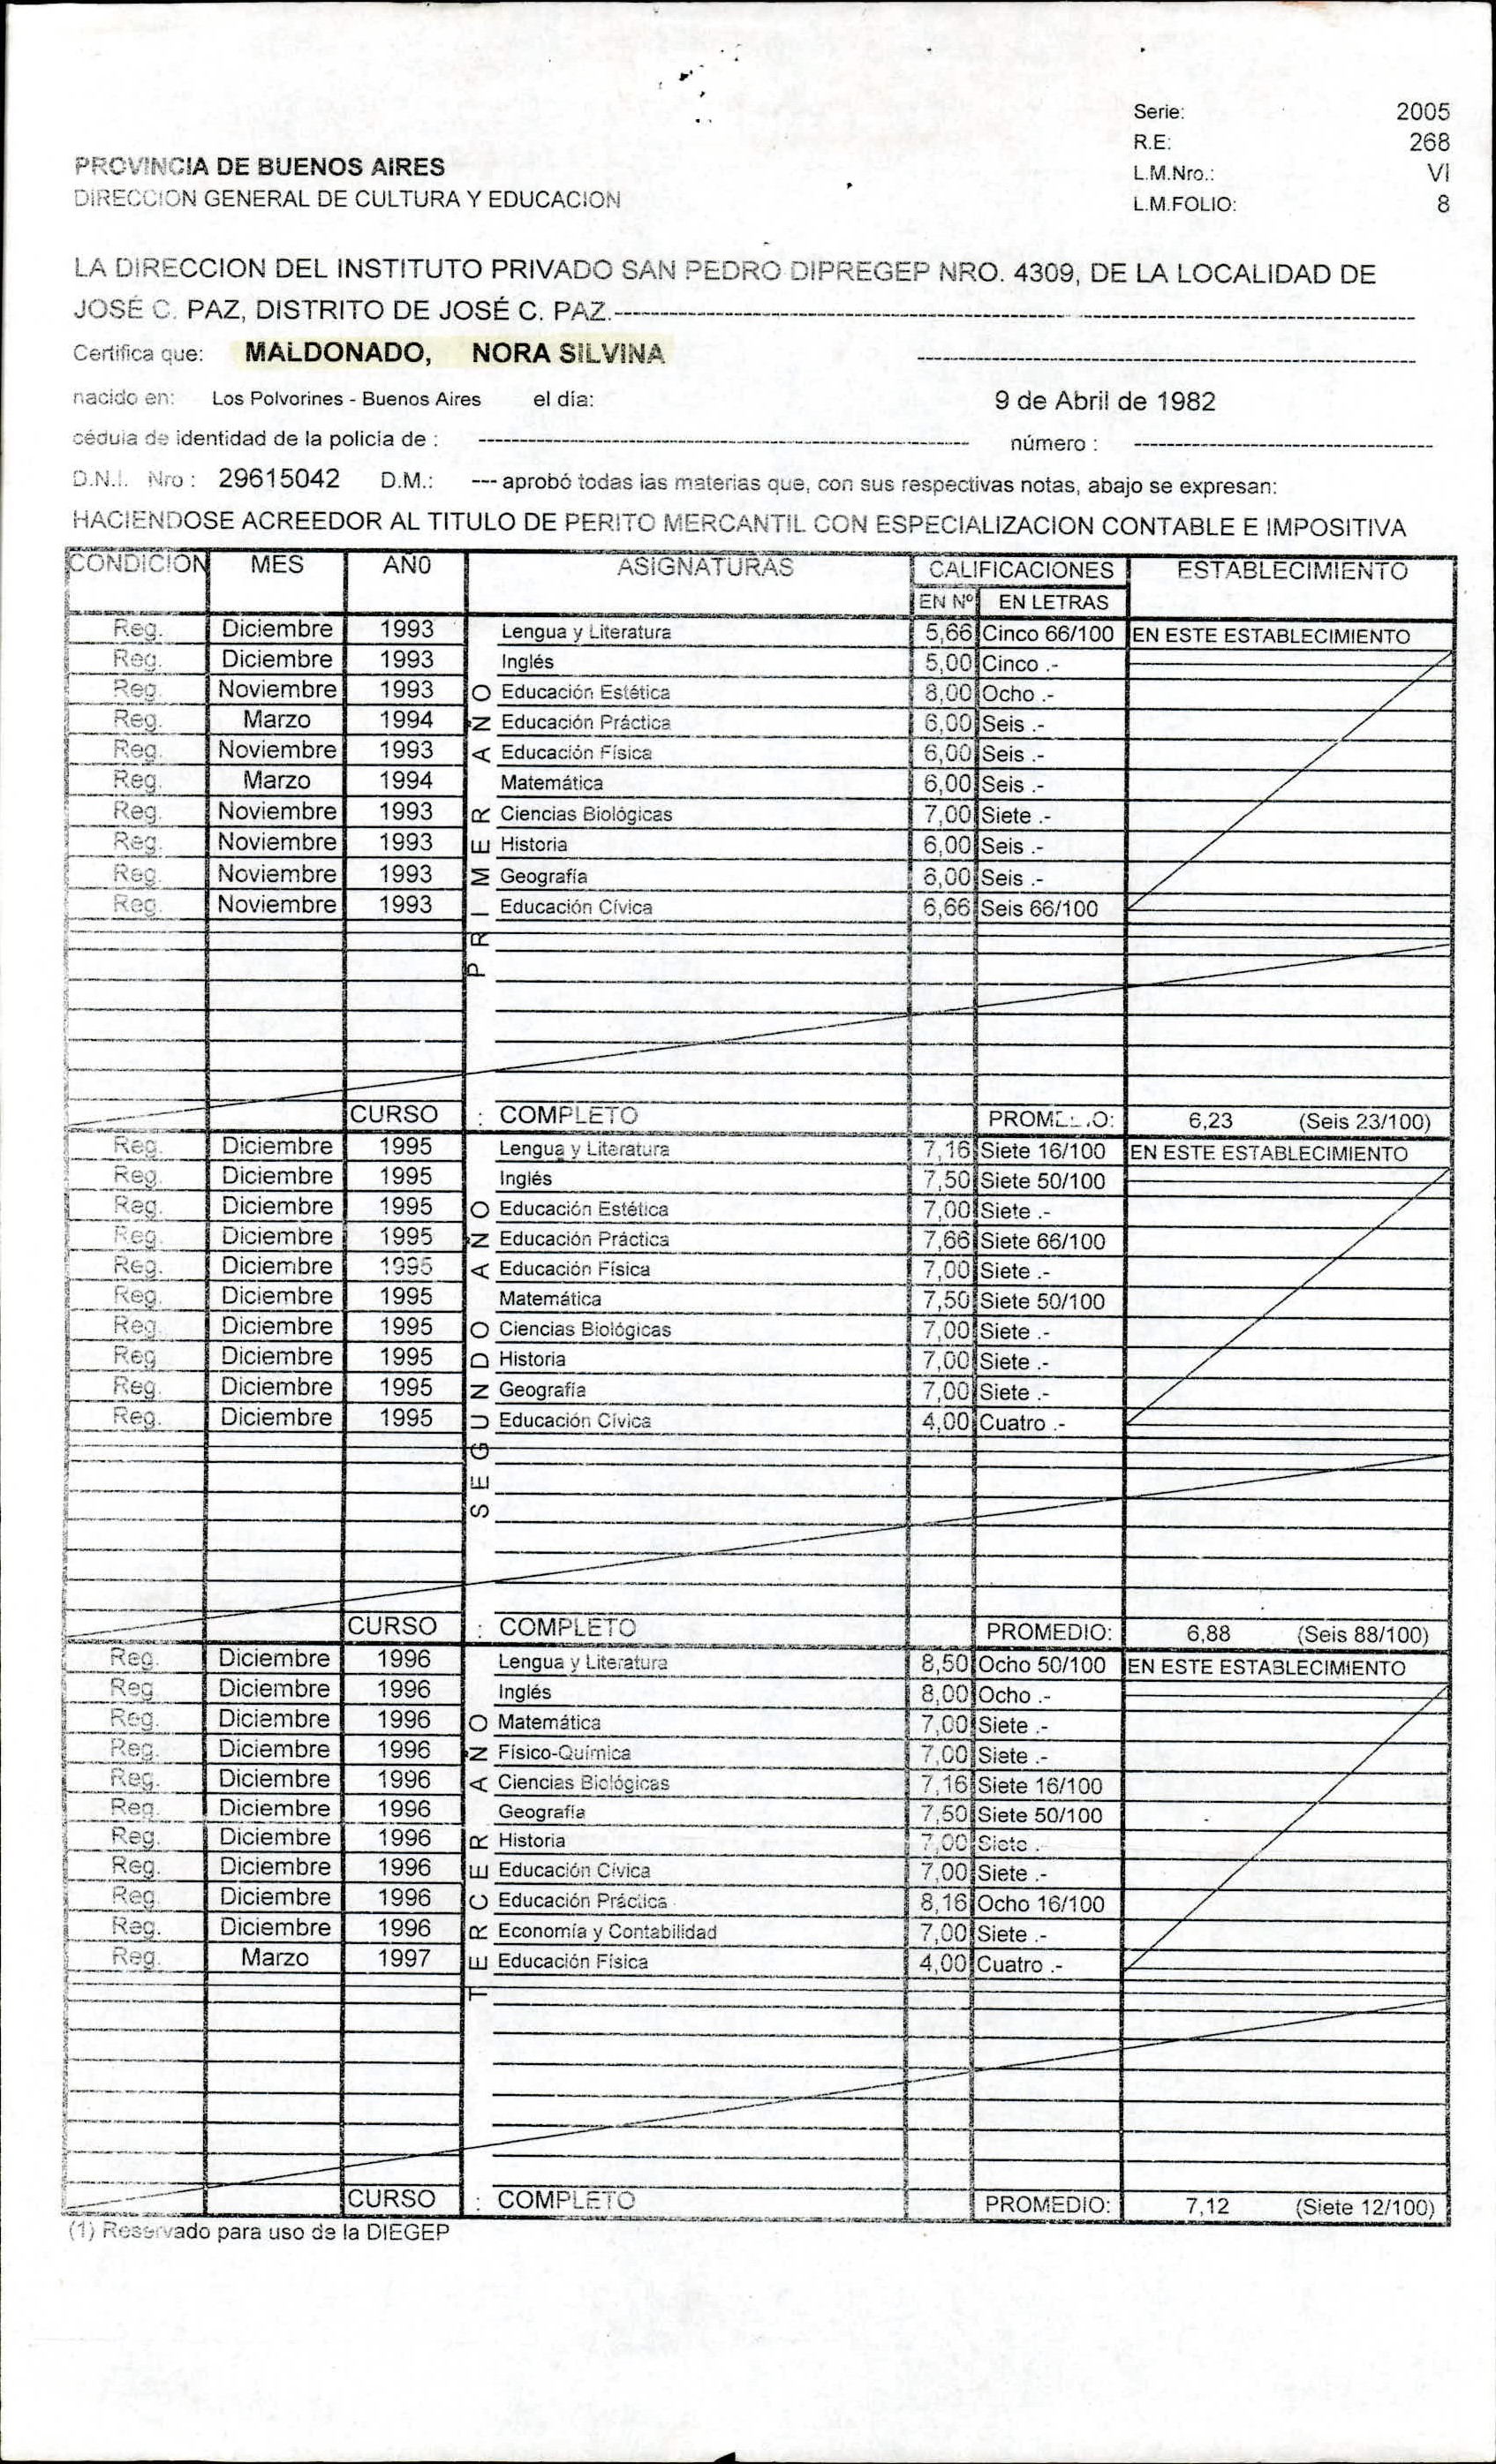 Serie: 2005
R.E: 268
L.M.Nro.: VI
L.M.FOLIO: 8
PROVINCIA DE BUENOS AIRES
DIRECCION GENERAL DE CULTURA Y EDUCACION
LA DIRECCION DEL INSTITUTO PRIVADO SAN PEDRO DIPREGEP NRO. 4309, DE LA LOCALIDAD DE
JOSÉ C. PAZ, DISTRITO DE JOSÉ C. PAZ.
Certifica que: MALDONADO, NORA SILVINA
nacido en: Los Polvorines - Buenos Aires el día: 9 de Abril de 1982
cédula de identidad de la policía de : número :
D.N.I. Nro : 29615042 D.M.: --- aprobó todas las materias que, con sus respectivas notas, abajo se expresan:
HACIENDOSE ACREEDOR AL TITULO DE PERITO MERCANTIL CON ESPECIALIZACION CONTABLE E IMPOSITIVA
CONDICION MES AÑO ASIGNATURAS CALIFICACIONES ESTABLECIMIENTO
EN Nº EN LETRAS
PRIMER AÑO
Reg. Diciembre 1993 Lengua y Literatura 5,66 Cinco 66/100 EN ESTE ESTABLECIMIENTO
Reg. Diciembre 1993 Inglés 5,00 Cinco .-
Reg. Noviembre 1993 Educación Estética 8,00 Ocho .-
Reg. Marzo 1994 Educación Práctica 6,00 Seis .-
Reg. Noviembre 1993 Educación Física 6,00 Seis .-
Reg. Marzo 1994 Matemática 6,00 Seis .-
Reg. Noviembre 1993 Ciencias Biológicas 7,00 Siete .-
Reg. Noviembre 1993 Historia 6,00 Seis .-
Reg. Noviembre 1993 Geografía 6,00 Seis .-
Reg. Noviembre 1993 Educación Cívica 6,66 Seis 66/100
CURSO : COMPLETO PROMEDIO: 6,23 (Seis 23/100)
SEGUNDO AÑO
Reg. Diciembre 1995 Lengua y Literatura 7,16 Siete 16/100 EN ESTE ESTABLECIMIENTO
Reg. Diciembre 1995 Inglés 7,50 Siete 50/100
Reg. Diciembre 1995 Educación Estética 7,00 Siete .-
Reg. Diciembre 1995 Educación Práctica 7,66 Siete 66/100
Reg. Diciembre 1995 Educación Física 7,00 Siete .-
Reg. Diciembre 1995 Matemática 7,50 Siete 50/100
Reg. Diciembre 1995 Ciencias Biológicas 7,00 Siete .-
Reg. Diciembre 1995 Historia 7,00 Siete .-
Reg. Diciembre 1995 Geografía 7,00 Siete .-
Reg. Diciembre 1995 Educación Cívica 4,00 Cuatro .-
CURSO : COMPLETO PROMEDIO: 6,88 (Seis 88/100)
TERCER AÑO
Reg. Diciembre 1996 Lengua y Literatura 8,50 Ocho 50/100 EN ESTE ESTABLECIMIENTO
Reg. Diciembre 1996 Inglés 8,00 Ocho .-
Reg. Diciembre 1996 Matemática 7,00 Siete .-
Reg. Diciembre 1996 Físico-Química 7,00 Siete .-
Reg. Diciembre 1996 Ciencias Biológicas 7,16 Siete 16/100
Reg. Diciembre 1996 Geografía 7,50 Siete 50/100
Reg. Diciembre 1996 Historia 7,00 Siete .-
Reg. Diciembre 1996 Educación Cívica 7,00 Siete .-
Reg. Diciembre 1996 Educación Práctica 8,16 Ocho 16/100
Reg. Diciembre 1996 Economía y Contabilidad 7,00 Siete .-
Reg. Marzo 1997 Educación Física 4,00 Cuatro .-
CURSO : COMPLETO PROMEDIO: 7,12 (Siete 12/100)
(1) Reservado para uso de la DIEGEP